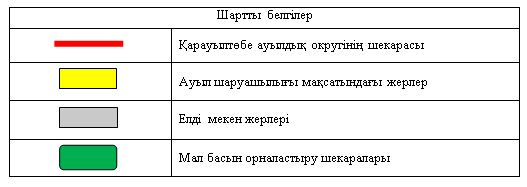 Шартты белгілер
Қарауылтөбе ауылдық округінің шекарасы
Ауыл шаруашылығы мақсатындағы жерлер
Елді мекен жерлері
Мал басын орналастыру шекаралары